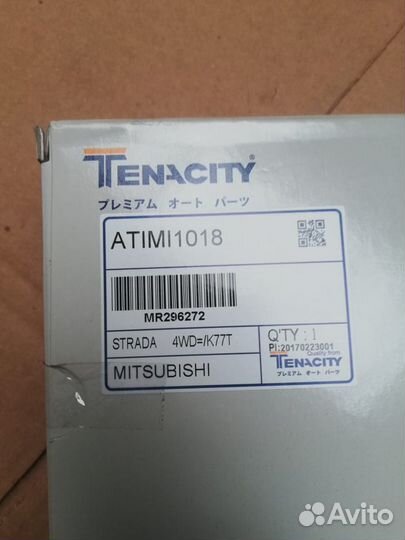 TENACITY®
プレミアム オート パーツ
ATIMI1018
MR296272
STRADA 4WD=/K77T
Q'TY : 1
PI:20170223001
Quality from
TENACITY
プレミアム オート パーツ
MITSUBISHI
Avito